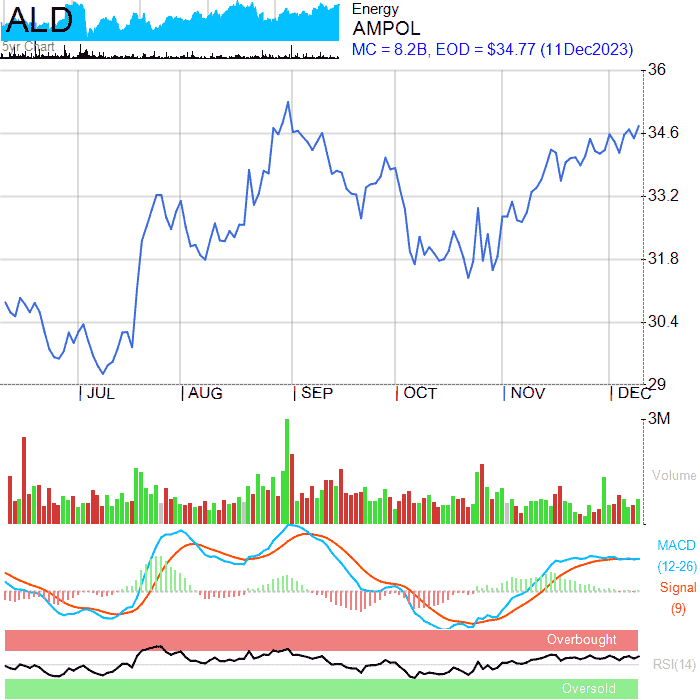 ALD
5yr Chart
Energy
AMPOL
MC = 8.2B, EOD = $34.77 (11Dec2023)
36
34.6
33.2
31.8
30.4
29
JUL
AUG
SEP
OCT
NOV
DEC
3M
Volume
MACD
(12-26)
Signal
(9)
Overbought
RSI(14)
Oversold